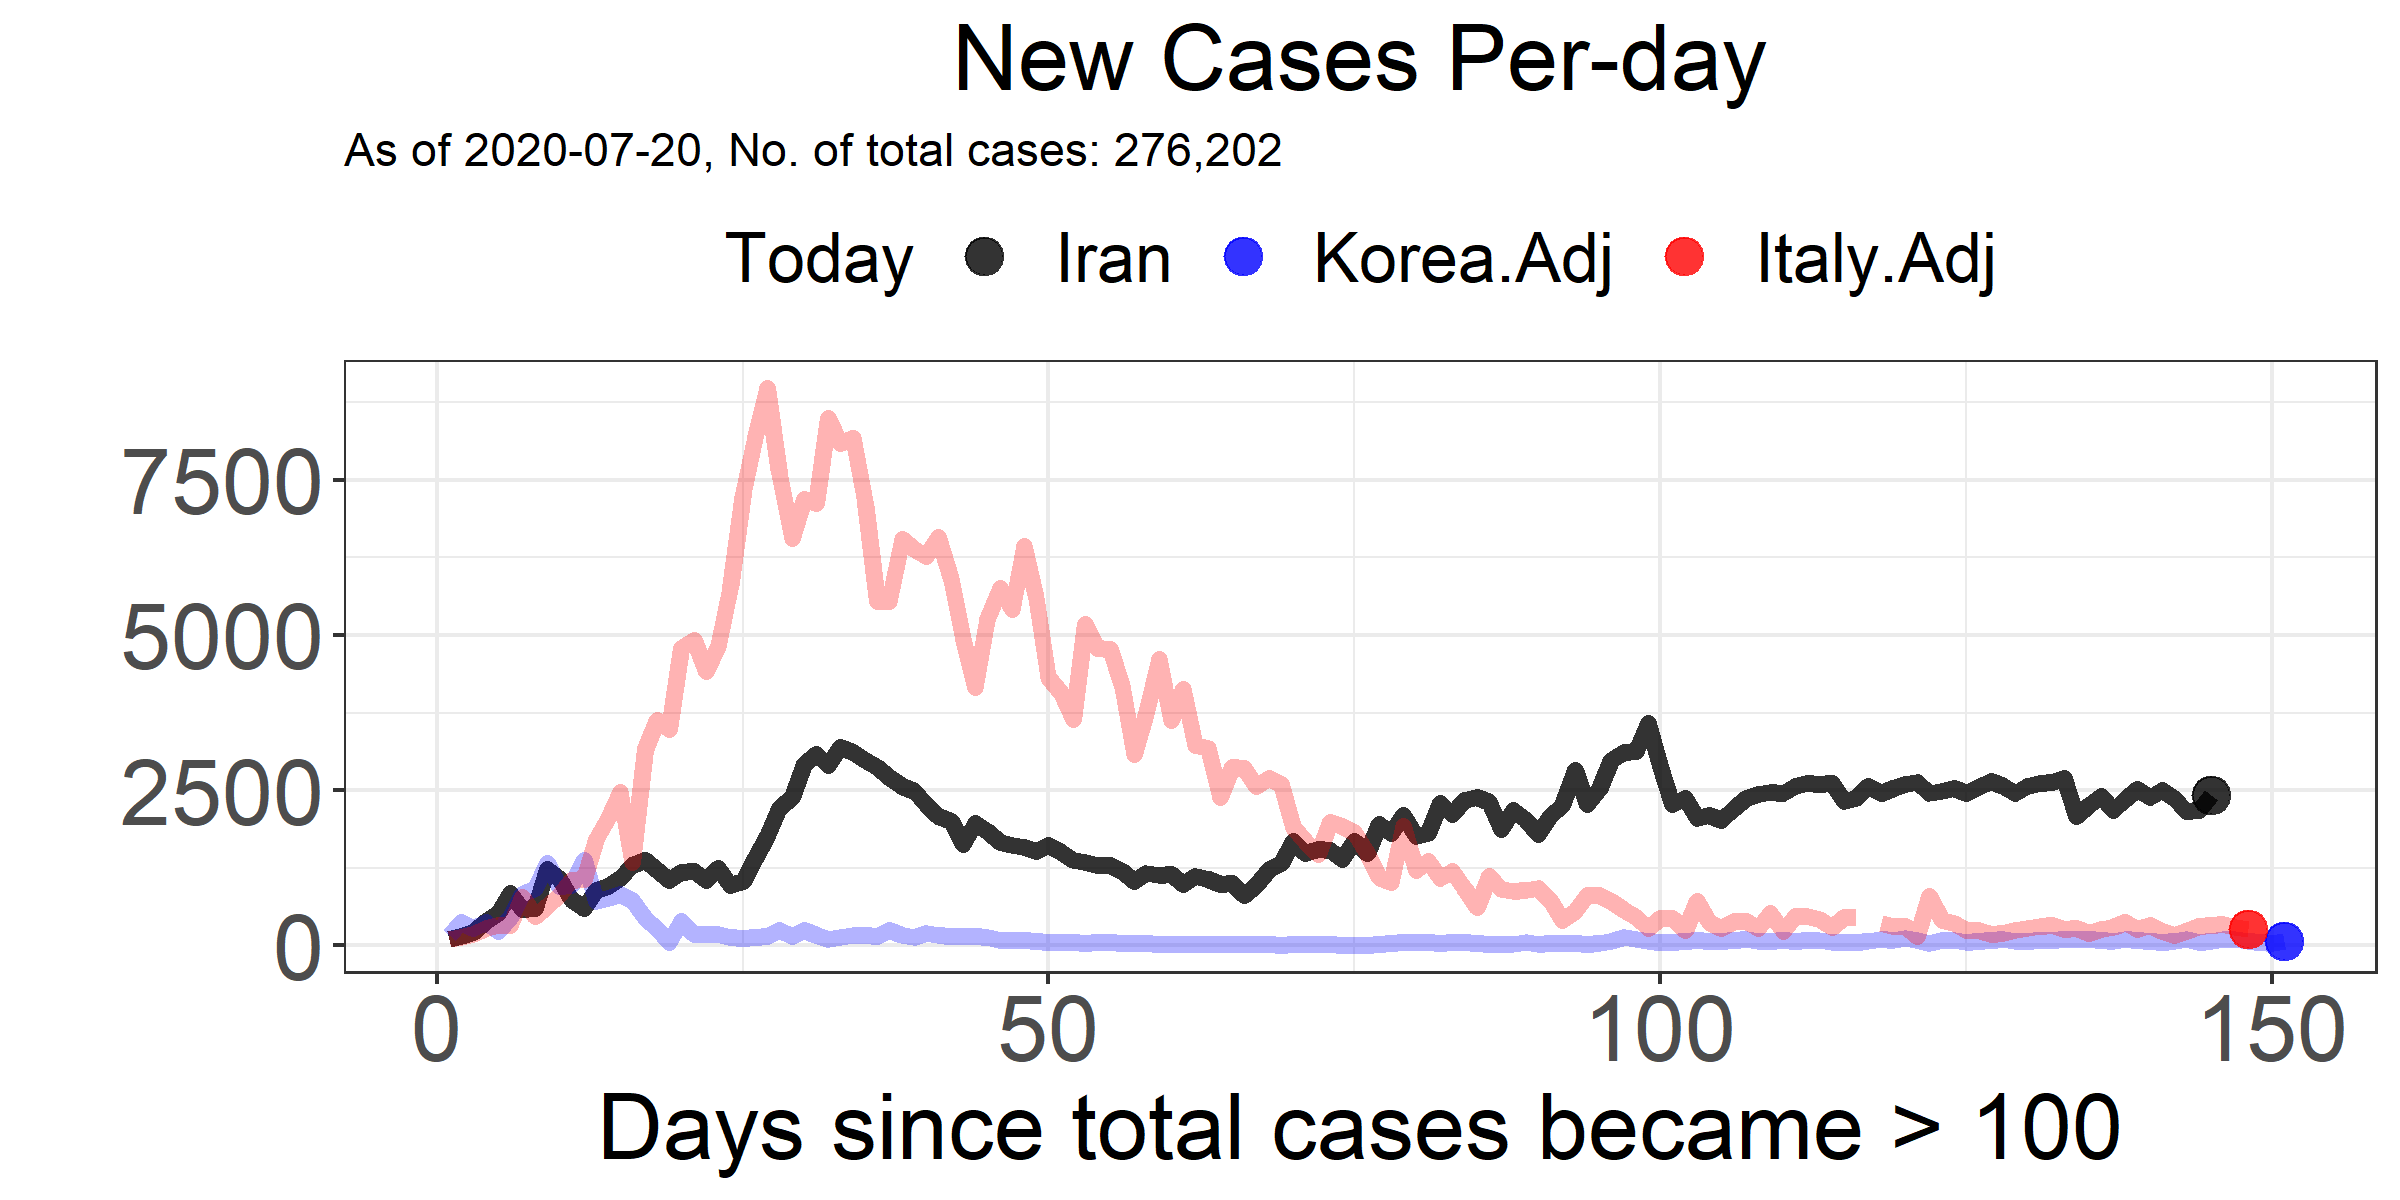 New Cases Per-day
As of 2020-07-20, No. of total cases: 276,202
Today Iran Korea.Adj Italy.Adj
7500
5000
2500
0
0 50 100 150
Days since total cases became > 100